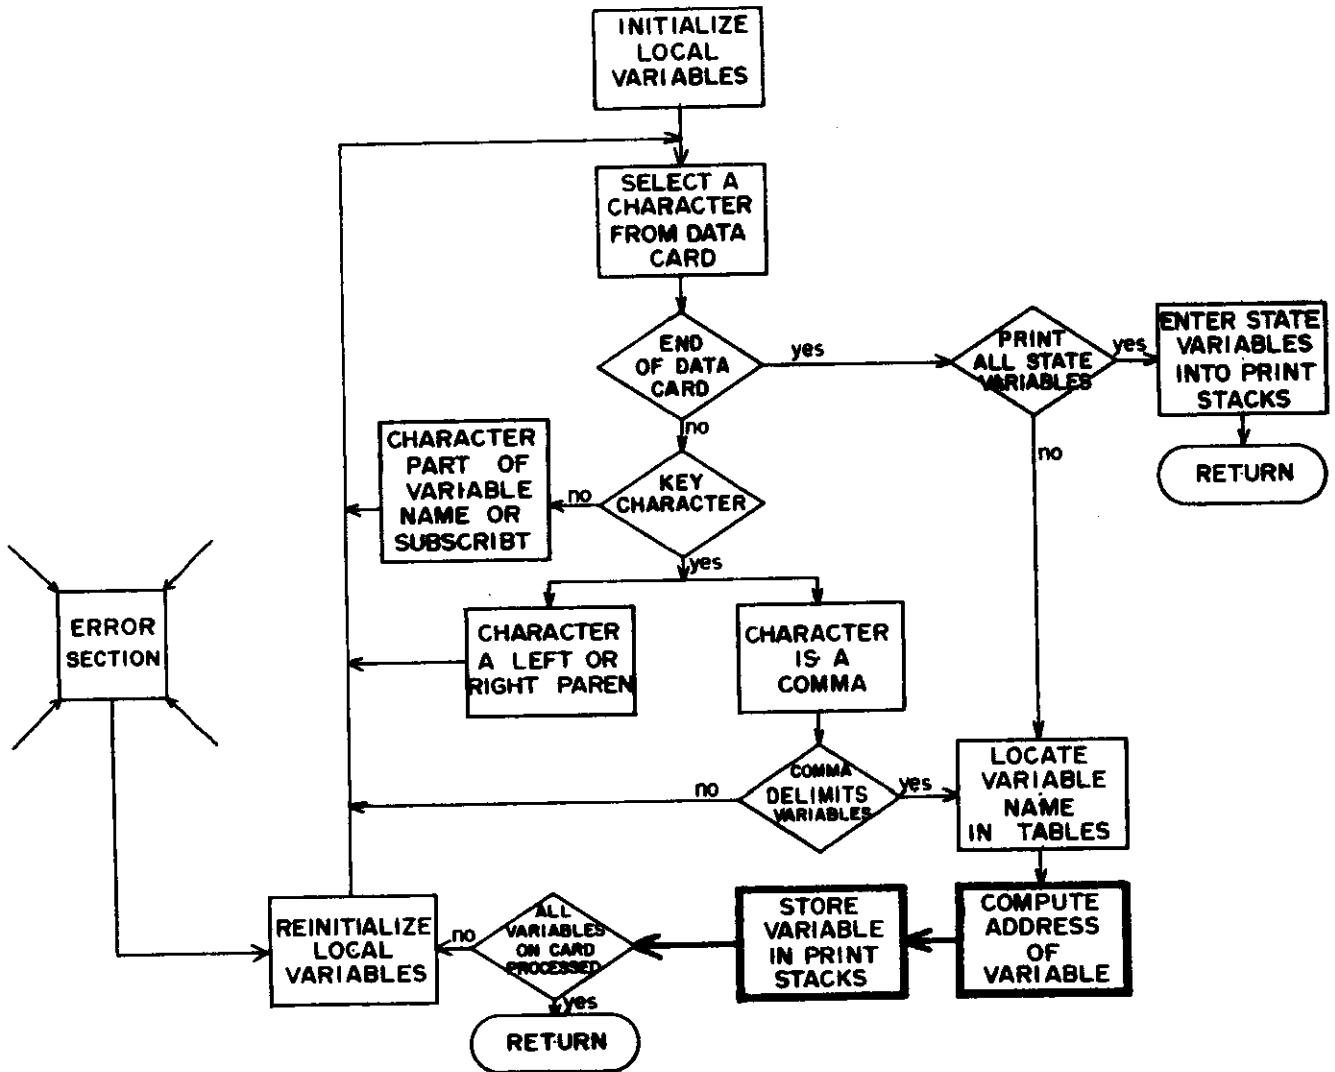 INITIALIZE
LOCAL
VARIABLES
SELECT A
CHARACTER
FROM DATA
CARD
END
OF DATA
CARD
yes
PRINT
ALL STATE
VARIABLES
yes
ENTER STATE
VARIABLES
INTO PRINT
STACKS
RETURN
no
no
KEY
CHARACTER
no
CHARACTER
PART OF
VARIABLE
NAME OR
SUBSCRIBT
yes
CHARACTER
A LEFT OR
RIGHT PAREN
CHARACTER
IS A
COMMA
ERROR
SECTION
COMMA
DELIMITS
VARIABLES
no
yes
LOCATE
VARIABLE
NAME
IN TABLES
COMPUTE
ADDRESS
OF
VARIABLE
STORE
VARIABLE
IN PRINT
STACKS
ALL
VARIABLES
ON CARD
PROCESSED
no
REINITIALIZE
LOCAL
VARIABLES
yes
RETURN